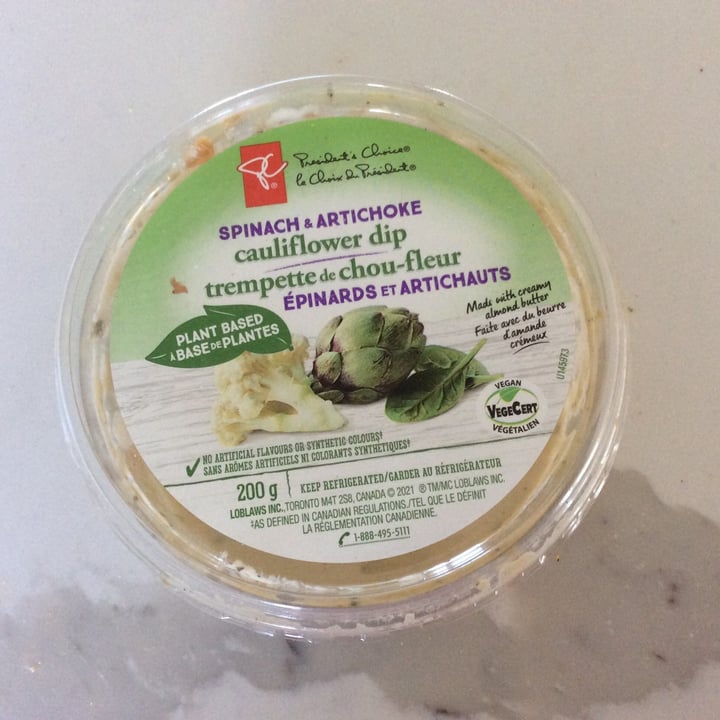 PC®
President's Choice®
le Choix du Président®
SPINACH & ARTICHOKE
cauliflower dip
trempette de chou-fleur
ÉPINARDS ET ARTICHAUTS
Made with creamy
almond butter
Faite avec du beurre
d'amande
crémeux
PLANT BASED
À BASE DE PLANTES
U145973
VEGAN
VEGECERT
VÉGÉTALIEN
NO ARTIFICIAL FLAVOURS OR SYNTHETIC COLOURS‡
SANS ARÔMES ARTIFICIELS NI COLORANTS SYNTHÉTIQUES‡
200 g
KEEP REFRIGERATED/GARDER AU RÉFRIGÉRATEUR
LOBLAWS INC., TORONTO M4T 2S8, CANADA © 2021 ®TM/MC LOBLAWS INC.
‡AS DEFINED IN CANADIAN REGULATIONS./TEL QUE LE DÉFINIT
LA RÉGLEMENTATION CANADIENNE.
1-888-495-5111